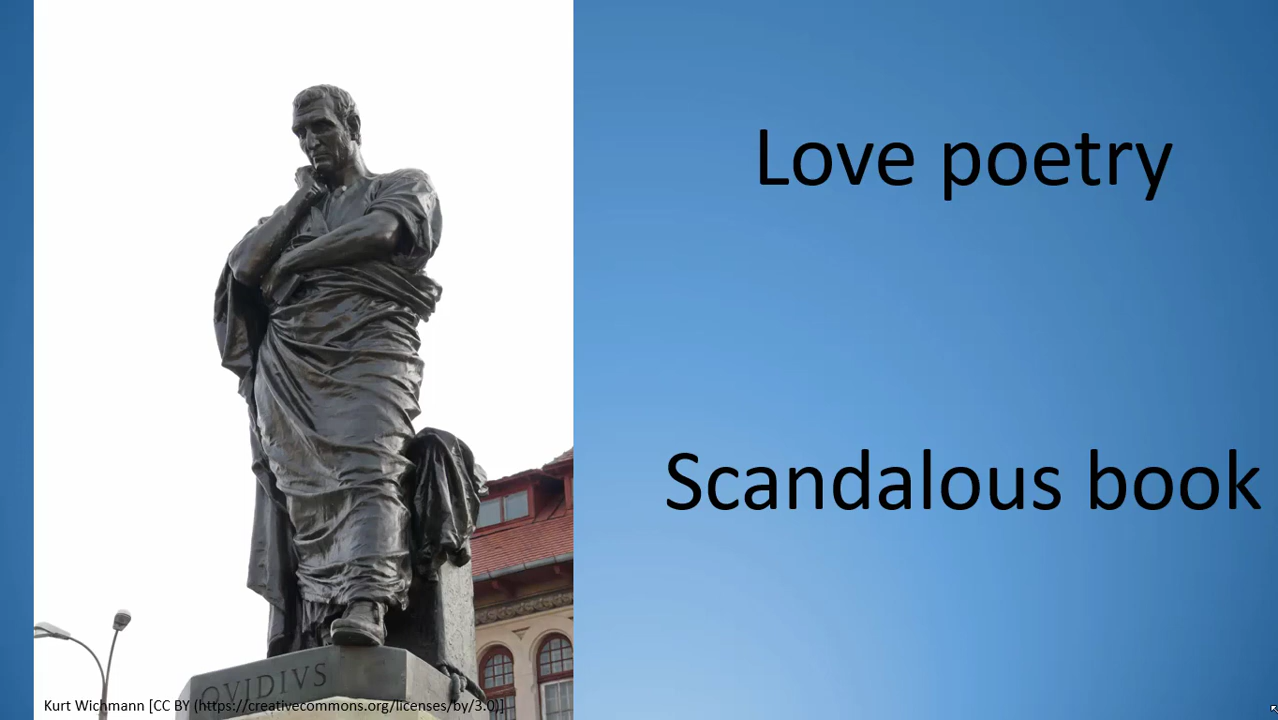 Love poetry
Scandalous book
OVIDIVS
Kurt Wichmann [CC BY (https://creativecommons.org/licenses/by/3.0)]